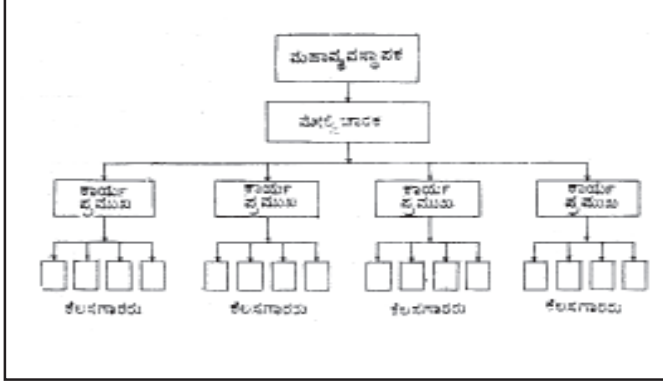 ಮಹಾವ್ಯವಸ್ಥಾಪಕ
ಮೇಲ್ವಿಚಾರಕ
ಕಾರ್ಯ ಕಾರ್ಯ ಕಾರ್ಯ ಕಾರ್ಯ
ಪ್ರಮುಖ ಪ್ರಮುಖ ಪ್ರಮುಖ ಪ್ರಮುಖ
ಕೆಲಸಗಾರರು ಕೆಲಸಗಾರರು ಕೆಲಸಗಾರರು ಕೆಲಸಗಾರರು